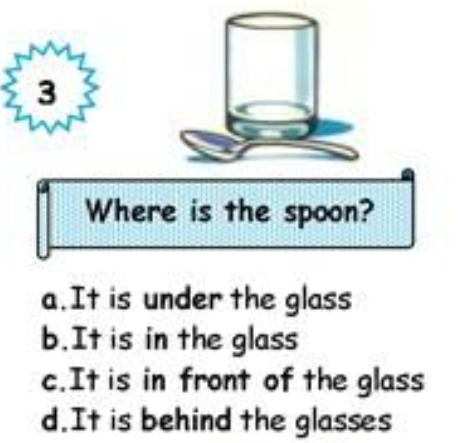 3
Where is the spoon?
a.It is under the glass
b.It is in the glass
c.It is in front of the glass
d.It is behind the glasses